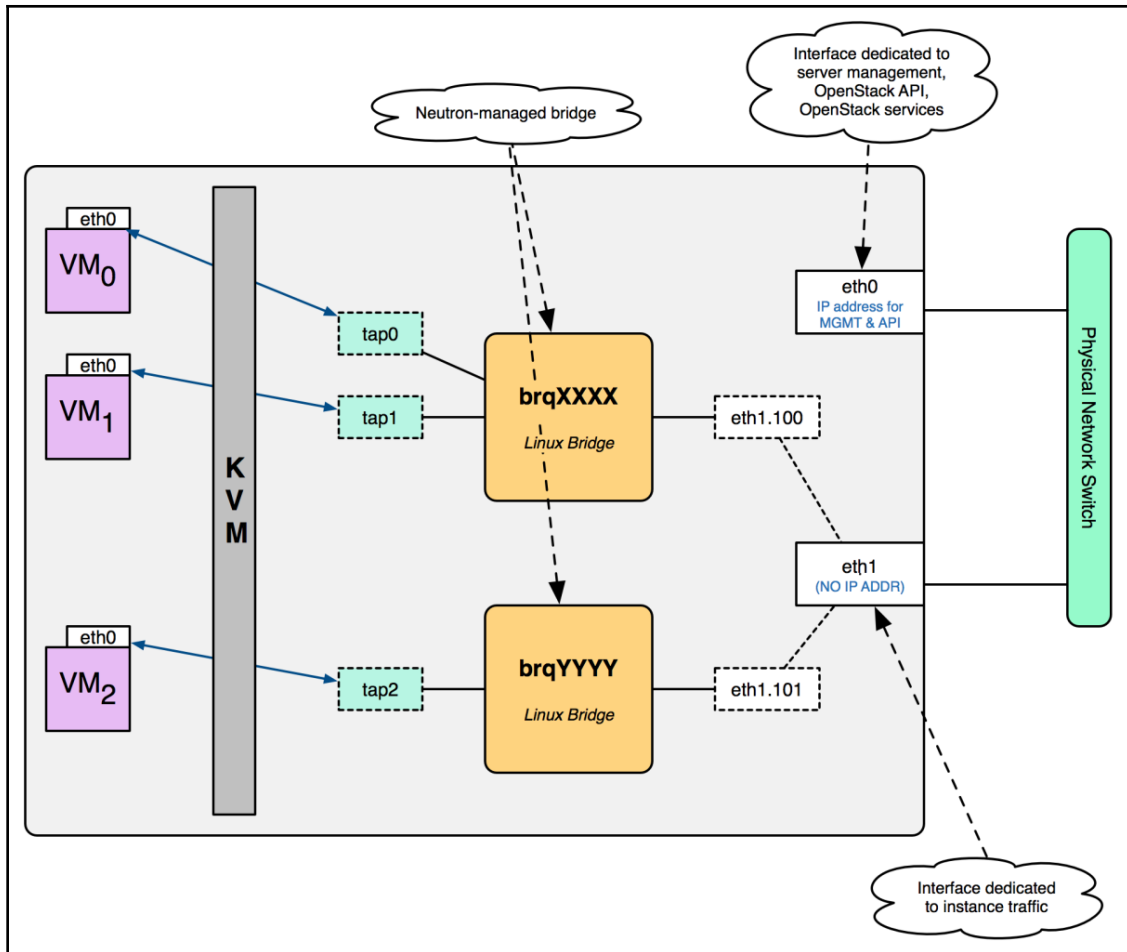 Interface dedicated to
server management,
OpenStack API,
OpenStack services
Neutron-managed bridge
eth0
VM0
eth0
VM1
eth0
VM2
K
V
M
tap0
tap1
tap2
brqXXXX
Linux Bridge
brqYYYY
Linux Bridge
eth1.100
eth1.101
eth0
IP address for
MGMT & API
eth1
(NO IP ADDR)
Physical Network Switch
Interface dedicated
to instance traffic